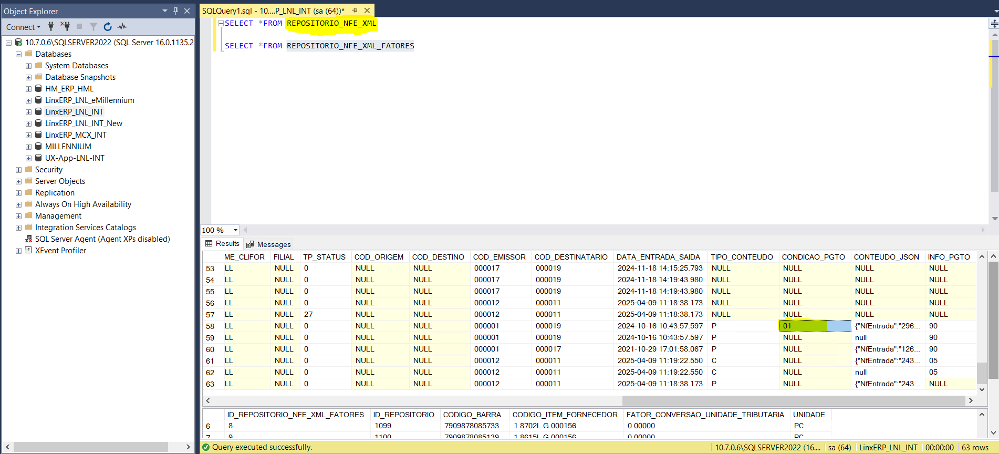 Object Explorer
Connect
10.7.0.6\SQLSERVER2022 (SQL Server 16.0.1135.2
Databases
System Databases
Database Snapshots
HM_ERP_HML
LinxERP_LNL_eMillennium
LinxERP_LNL_INT
LinxERP_LNL_INT_New
LinxERP_MCX_INT
MILLENNIUM
UX-App-LNL-INT
Security
Server Objects
Replication
Always On High Availability
Management
Integration Services Catalogs
SQL Server Agent (Agent XPs disabled)
XEvent Profiler
SQLQuery1.sql - 10....P_LNL_INT (sa (64))*
SELECT *FROM REPOSITORIO_NFE_XML
SELECT *FROM REPOSITORIO_NFE_XML_FATORES
100 %
Results Messages
ME_CLIFOR FILIAL TP_STATUS COD_ORIGEM COD_DESTINO COD_EMISSOR COD_DESTINATARIO DATA_ENTRADA_SAIDA TIPO_CONTEUDO CONDICAO_PGTO CONTEUDO_JSON INFO_PGTO
53 LL NULL 0 NULL NULL 000017 000019 2024-11-18 14:15:25.793 NULL NULL NULL NULL
54 LL NULL 0 NULL NULL 000017 000019 2024-11-18 14:19:43.980 NULL NULL NULL NULL
55 LL NULL 0 NULL NULL 000017 000019 2024-11-18 14:19:43.980 NULL NULL NULL NULL
56 LL NULL 0 NULL NULL 000012 000011 2025-04-09 11:18:38.173 NULL NULL NULL NULL
57 LL NULL 27 NULL NULL 000012 000011 2025-04-09 11:18:38.173 NULL NULL NULL NULL
58 LL NULL 0 NULL NULL 000001 000019 2024-10-16 10:43:57.597 P 01 {"NfEntrada":"296... 90
59 LL NULL 0 NULL NULL 000001 000019 2024-10-16 10:43:57.597 P NULL null 90
60 LL NULL 0 NULL NULL 000001 000017 2021-10-29 17:01:58.067 P NULL {"NfEntrada":"126... 90
61 LL NULL 0 NULL NULL 000012 000011 2025-04-09 11:19:22.550 C NULL {"NfEntrada":"243... 05
62 LL NULL 0 NULL NULL 000012 000011 2025-04-09 11:19:22.550 C NULL null 05
63 LL NULL 0 NULL NULL 000012 000011 2025-04-09 11:18:38.173 P NULL {"NfEntrada":"243... NULL
ID_REPOSITORIO_NFE_XML_FATORES ID_REPOSITORIO CODIGO_BARRA CODIGO_ITEM_FORNECEDOR FATOR_CONVERSAO_UNIDADE_TRIBUTARIA UNIDADE
6 8 1099 7909878085733 1.8702L.G.000156 0.00000 PC
7 9 1100 7909878085139 1.8615L.G.000156 0.00000 PC
Query executed successfully. 10.7.0.6\SQLSERVER2022 (16.... sa (64) LinxERP_LNL_INT 00:00:00 63 rows